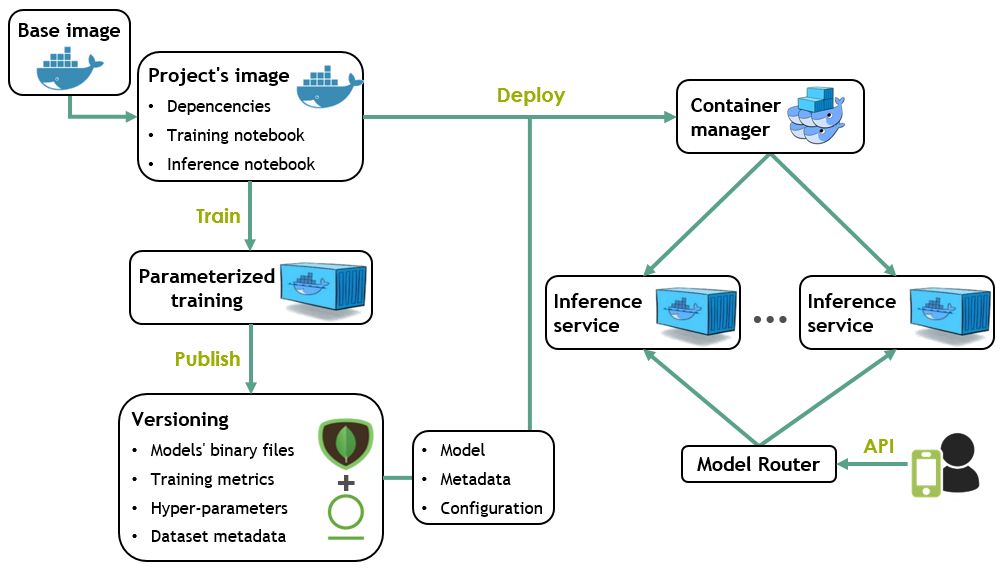 Base image
Project's image
• Depencencies
• Training notebook
• Inference notebook
Deploy
Container
manager
Train
Parameterized
training
Inference
service
...
Inference
service
Publish
Versioning
• Models' binary files
• Training metrics
• Hyper-parameters
• Dataset metadata
+
• Model
• Metadata
• Configuration
Model Router
API